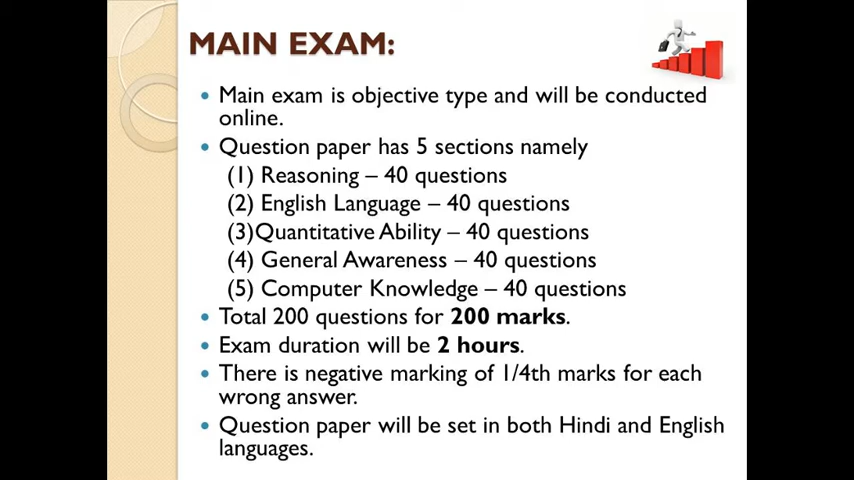 MAIN EXAM:
• Main exam is objective type and will be conducted
online.
• Question paper has 5 sections namely
(1) Reasoning – 40 questions
(2) English Language – 40 questions
(3)Quantitative Ability – 40 questions
(4) General Awareness – 40 questions
(5) Computer Knowledge – 40 questions
• Total 200 questions for 200 marks.
• Exam duration will be 2 hours.
• There is negative marking of 1/4th marks for each
wrong answer.
• Question paper will be set in both Hindi and English
languages.